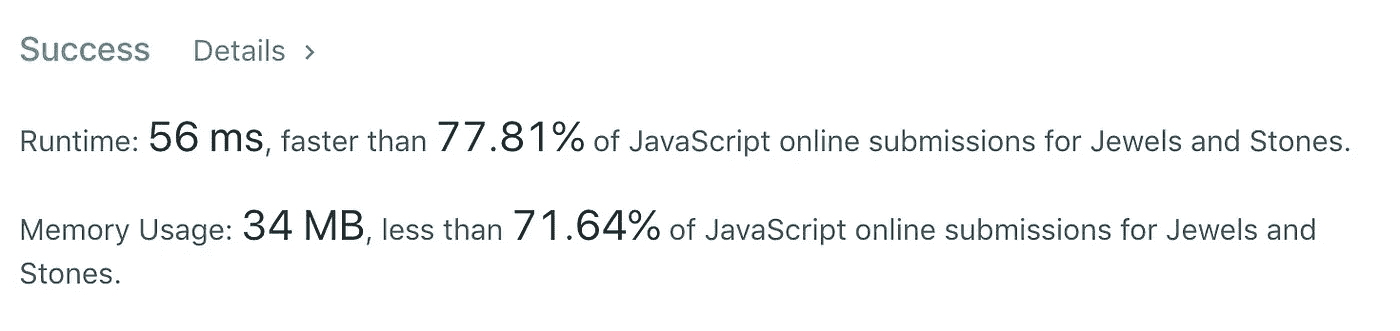 Success Details >
Runtime: 56 ms, faster than 77.81% of JavaScript online submissions for Jewels and Stones.
Memory Usage: 34 MB, less than 71.64% of JavaScript online submissions for Jewels and
Stones.